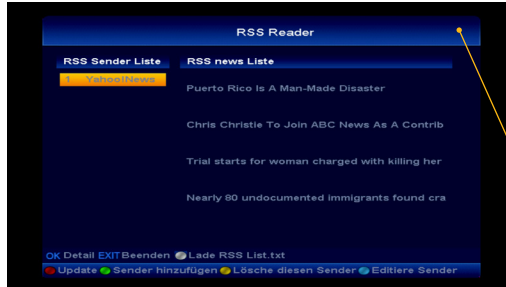 RSS Reader
RSS Sender Liste
1 Yahoo!News
RSS news Liste
Puerto Rico Is A Man-Made Disaster
Chris Christie To Join ABC News As A Contrib
Trial starts for woman charged with killing her
Nearly 80 undocumented immigrants found cra
OK Detail EXIT Beenden Lade RSS List.txt
Update Sender hinzufügen Lösche diesen Sender Editiere Sender